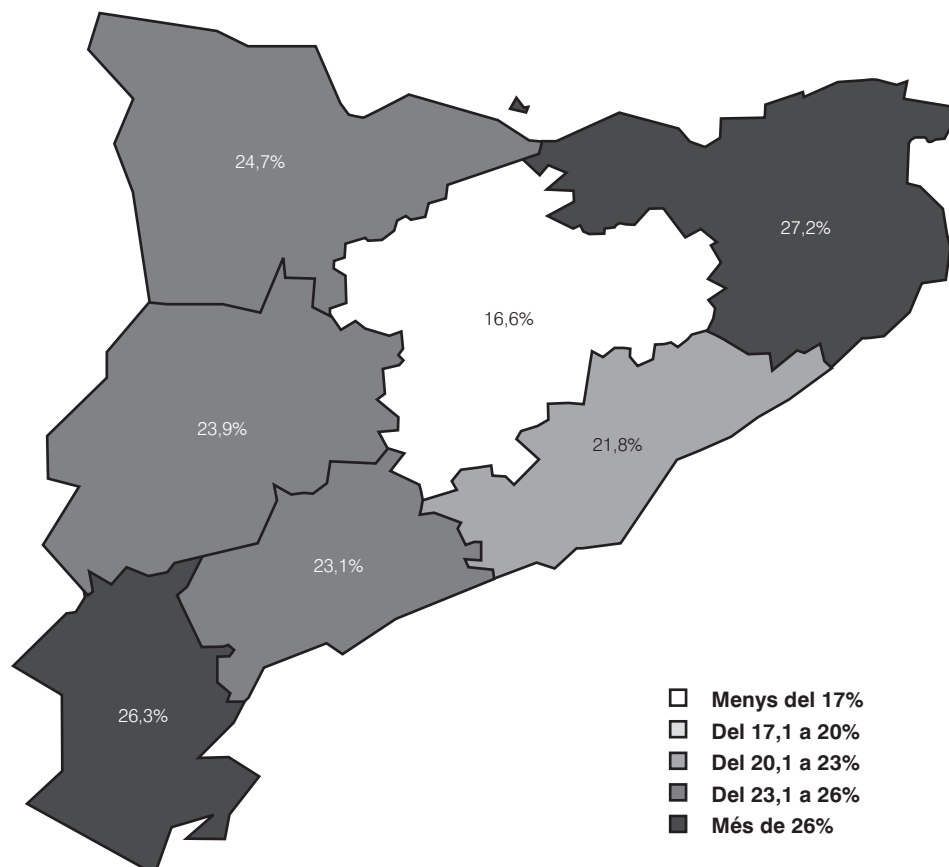 24,7%
27,2%
16,6%
23,9%
21,8%
23,1%
26,3%
Menys del 17%
Del 17,1 a 20%
Del 20,1 a 23%
Del 23,1 a 26%
Més de 26%